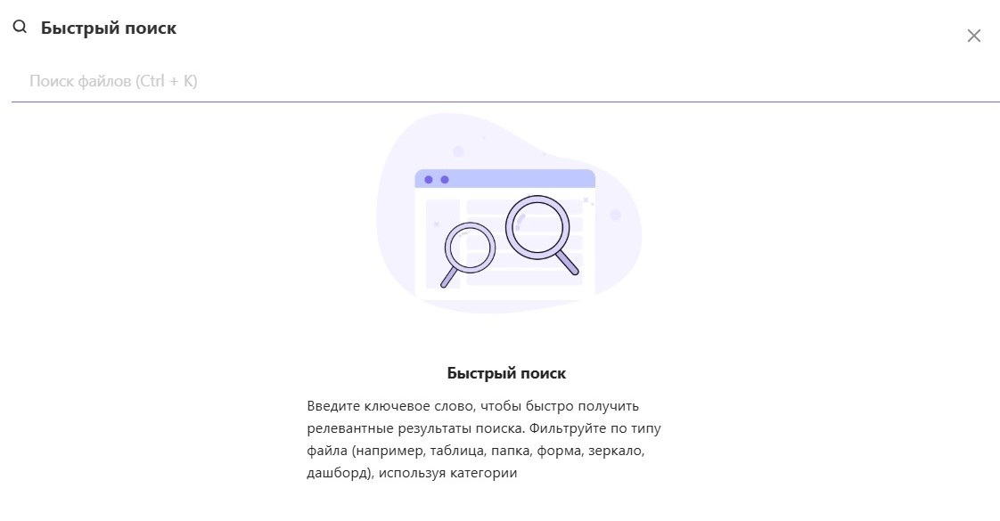 Быстрый поиск
Поиск файлов (Ctrl + K)
Быстрый поиск
Введите ключевое слово, чтобы быстро получить
релевантные результаты поиска. Фильтруйте по типу
файла (например, таблица, папка, форма, зеркало,
дашборд), используя категории